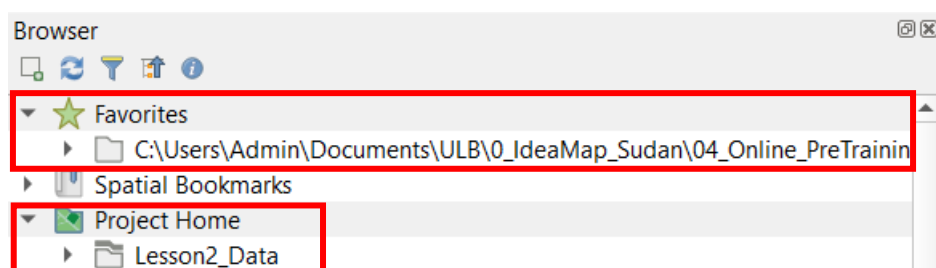 Browser
Favorites
C:\Users\Admin\Documents\ULB\0_IdeaMap_Sudan\04_Online_PreTrainin
Spatial Bookmarks
Project Home
Lesson2_Data